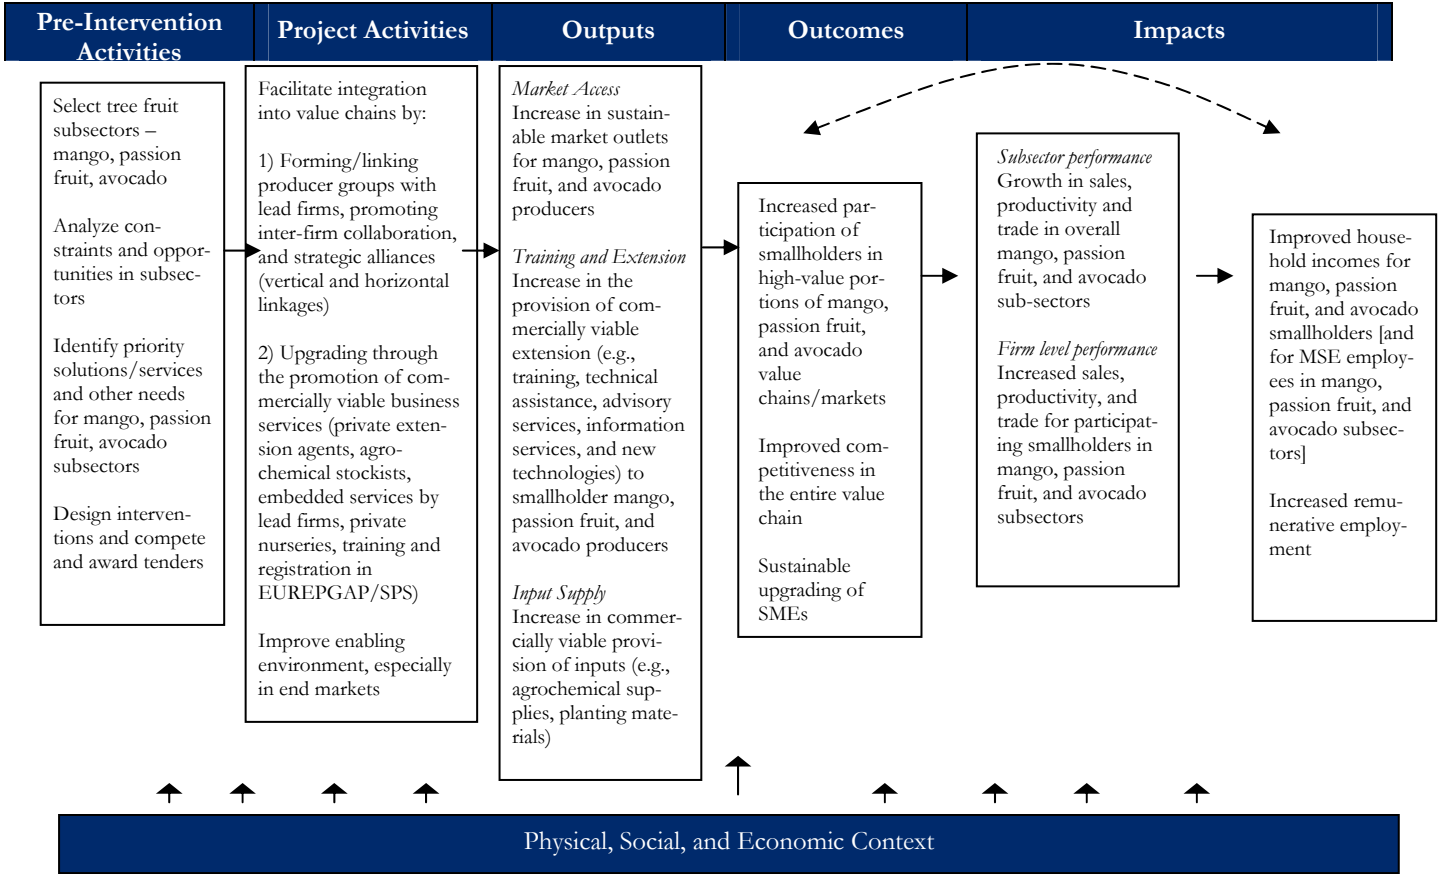 Pre-Intervention
Activities
Project Activities
Outputs
Outcomes
Impacts
Select tree fruit
subsectors –
mango, passion
fruit, avocado
Analyze con-
straints and oppor-
tunities in subsec-
tors
Identify priority
solutions/services
and other needs
for mango, passion
fruit, avocado
subsectors
Design interven-
tions and compete
and award tenders
Facilitate integration
into value chains by:
1) Forming/linking
producer groups with
lead firms, promoting
inter-firm collaboration,
and strategic alliances
(vertical and horizontal
linkages)
2) Upgrading through
the promotion of com-
mercially viable business
services (private exten-
sion agents, agro-
chemical stockists,
embedded services by
lead firms, private
nurseries, training and
registration in
EUREPGAP/SPS)
Improve enabling
environment, especially
in end markets
Market Access
Increase in sustain-
able market outlets
for mango, passion
fruit, and avocado
producers
Training and Extension
Increase in the
provision of com-
mercially viable
extension (e.g.,
training, technical
assistance, advisory
services, information
services, and new
technologies) to
smallholder mango,
passion fruit, and
avocado producers
Input Supply
Increase in commer-
cially viable provi-
sion of inputs (e.g.,
agrochemical sup-
plies, planting mate-
rials)
Increased par-
ticipation of
smallholders in
high-value por-
tions of mango,
passion fruit,
and avocado
value
chains/markets
Improved com-
petitiveness in
the entire value
chain
Sustainable
upgrading of
SMEs
Subsector performance
Growth in sales,
productivity and
trade in overall
mango, passion
fruit, and avocado
sub-sectors
Firm level performance
Increased sales,
productivity, and
trade for participat-
ing smallholders in
mango, passion
fruit, and avocado
subsectors
Improved house-
hold incomes for
mango, passion
fruit, and avocado
smallholders [and
for MSE employ-
ees in mango,
passion fruit, and
avocado subsec-
tors]
Increased remu-
nerative employ-
ment
Physical, Social, and Economic Context